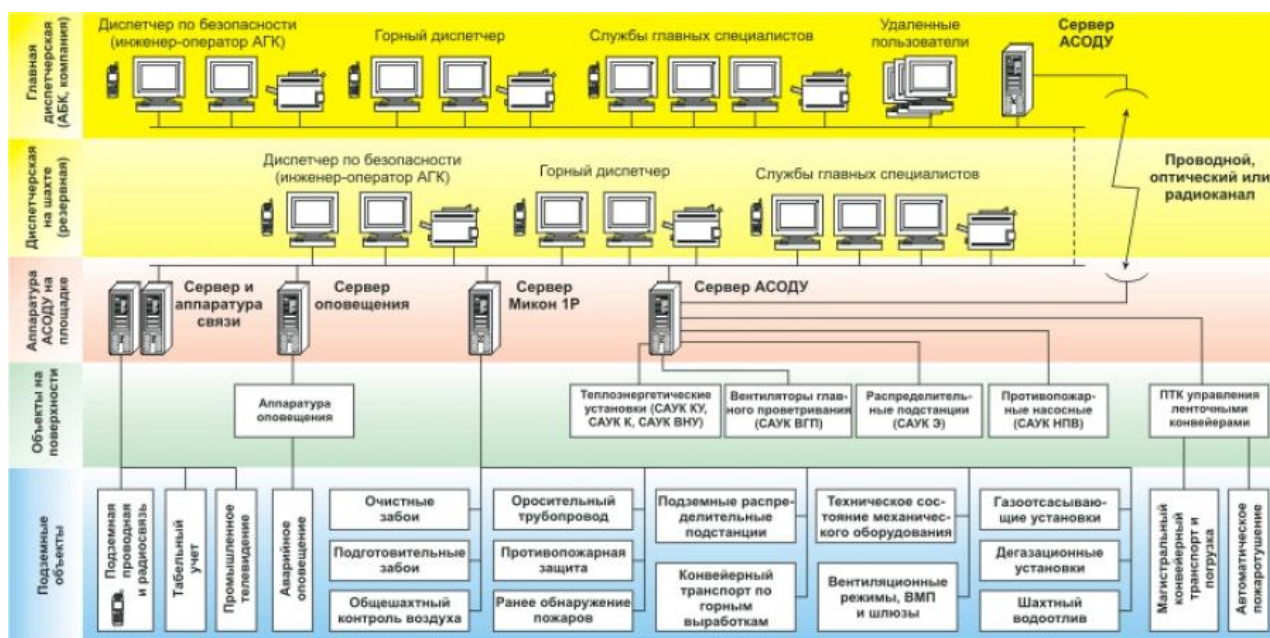 Главная
диспетчерская
(АБК, компания)
Диспетчер по безопасности
(инженер-оператор АГК)
Горный диспетчер
Службы главных специалистов
Удаленные
пользователи
Сервер
АСОДУ
Диспетчерская
на шахте
(резервная)
Диспетчер по безопасности
(инженер-оператор АГК)
Горный диспетчер
Службы главных специалистов
Проводной,
оптический или
радиоканал
Аппаратура
АСОДУ на
площадке
Сервер и
аппаратура
связи
Сервер
оповещения
Сервер
Микон 1Р
Сервер АСОДУ
Объекты на
поверхности
Аппаратура
оповещения
Теплоэнергетические
установки (САУК КУ,
САУК К, САУК ВНУ)
Вентиляторы глав-
ного проветривания
(САУК ВГП)
Распределитель-
ные подстанции
(САУК Э)
Противопожар-
ные насосные
(САУК НПВ)
ПТК управления
ленточными
конвейерами
Подземные
объекты
Подземная
проводная
и радиосвязь
Табельный
учет
Промышленное
телевидение
Аварийное
оповещение
Очистные
забои
Подготовительные
забои
Общешахтный
контроль воздуха
Оросительный
трубопровод
Противопожарная
защита
Ранее обнаружение
пожаров
Подземные распре-
делительные
подстанции
Конвейерный
транспорт по
горным
выработкам
Техническое сос-
тояние механичес-
кого оборудования
Вентиляционные
режимы, ВМП
и шлюзы
Газоотсасываю-
щие установки
Дегазационные
установки
Шахтный
водоотлив
Магистральный
конвейерный
транспорт и
погрузка
Автоматическое
пожаротушение